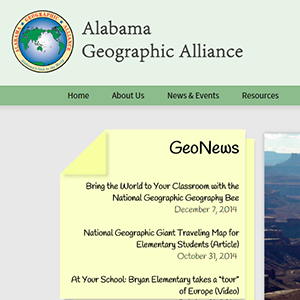 Alabama
Geographic Alliance
Home About Us News & Events Resources
GeoNews
Bring the World to Your Classroom with the
National Geographic Geography Bee
December 7, 2014
National Geographic Giant Traveling Map for
Elementary Students (Article)
October 31, 2014
At Your School: Bryan Elementary takes a "tour"
of Europe (Video)